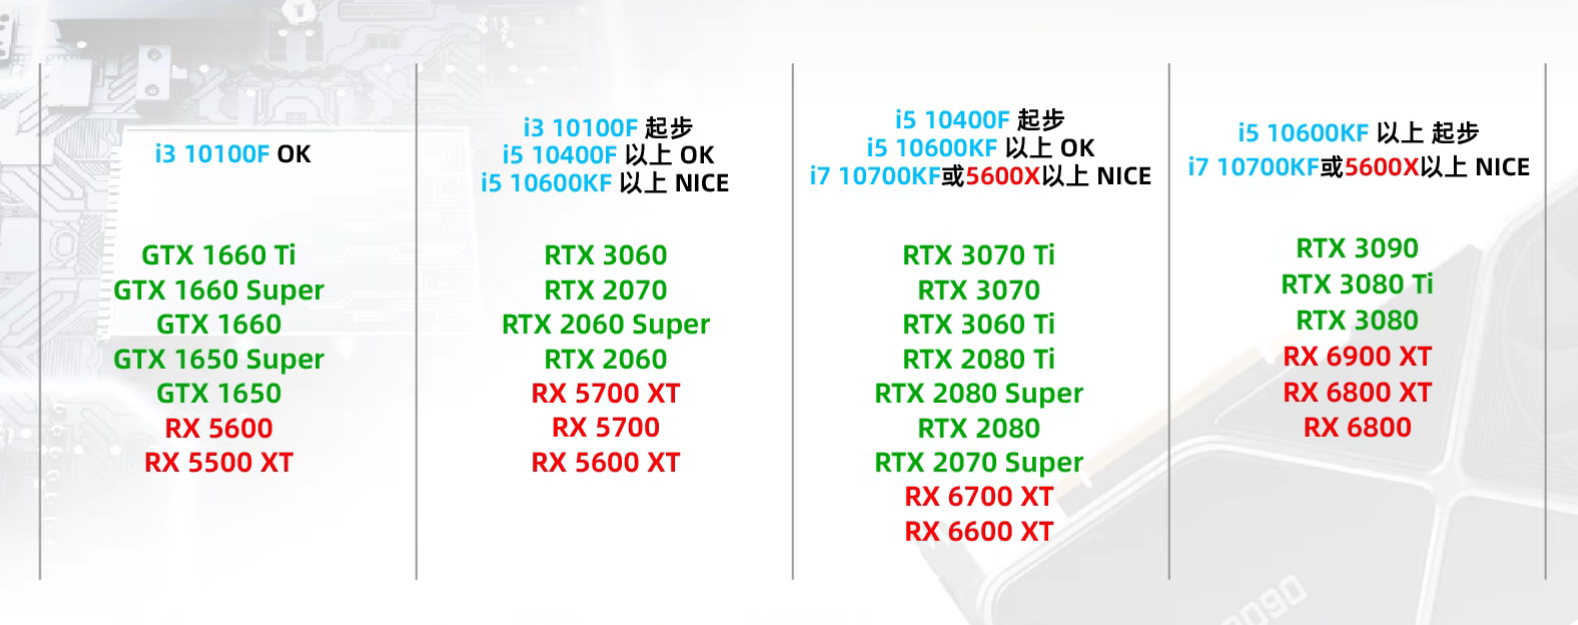 i3 10100F OK
GTX 1660 Ti
GTX 1660 Super
GTX 1660
GTX 1650 Super
GTX 1650
RX 5600
RX 5500 XT
i3 10100F 起步
i5 10400F 以上 OK
i5 10600KF 以上 NICE
RTX 3060
RTX 2070
RTX 2060 Super
RTX 2060
RX 5700 XT
RX 5700
RX 5600 XT
i5 10400F 起步
i5 10600KF 以上 OK
i7 10700KF或5600X以上 NICE
RTX 3070 Ti
RTX 3070
RTX 3060 Ti
RTX 2080 Ti
RTX 2080 Super
RTX 2080
RTX 2070 Super
RX 6700 XT
RX 6600 XT
i5 10600KF 以上 起步
i7 10700KF或5600X以上 NICE
RTX 3090
RTX 3080 Ti
RTX 3080
RX 6900 XT
RX 6800 XT
RX 6800